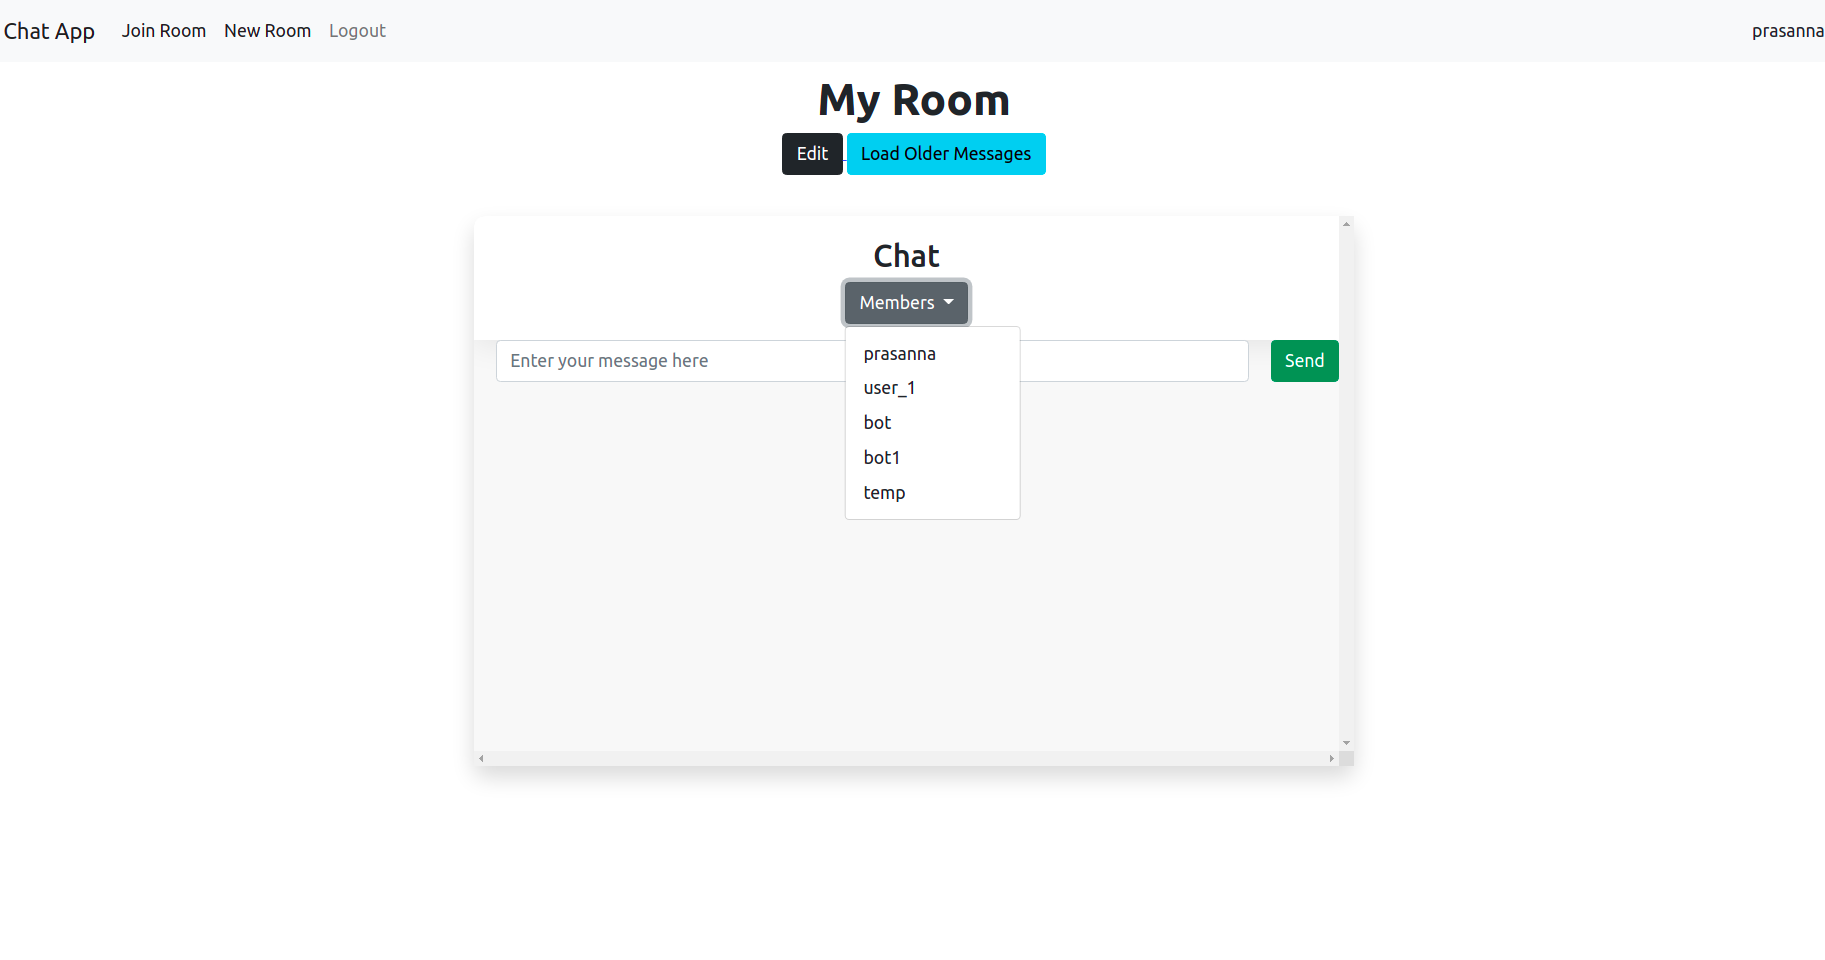 Chat App Join Room New Room Logout prasanna
My Room
Edit Load Older Messages
Chat
Members
Enter your message here Send
prasanna
user_1
bot
bot1
temp